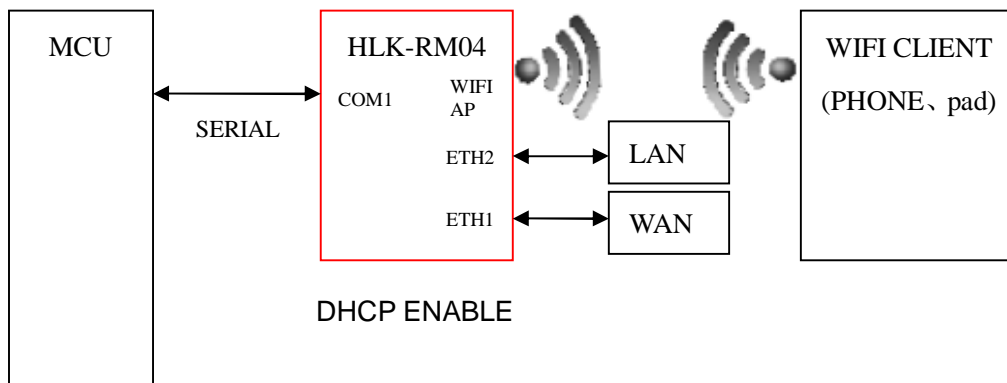 MCU
HLK-RM04
WIFI CLIENT
(PHONE、pad)
COM1
WIFI
AP
SERIAL
ETH2
LAN
ETH1
WAN
DHCP ENABLE